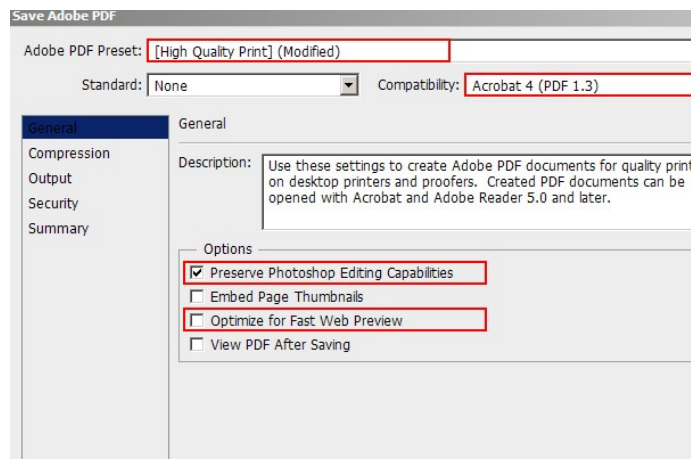 Save Adobe PDF
Adobe PDF Preset: [High Quality Print] (Modified)
Standard: None Compatibility: Acrobat 4 (PDF 1.3)
General
General
Compression
Description: Use these settings to create Adobe PDF documents for quality print
Output
on desktop printers and proofers. Created PDF documents can be
Security
opened with Acrobat and Adobe Reader 5.0 and later.
Summary
Options
Preserve Photoshop Editing Capabilities
Embed Page Thumbnails
Optimize for Fast Web Preview
View PDF After Saving